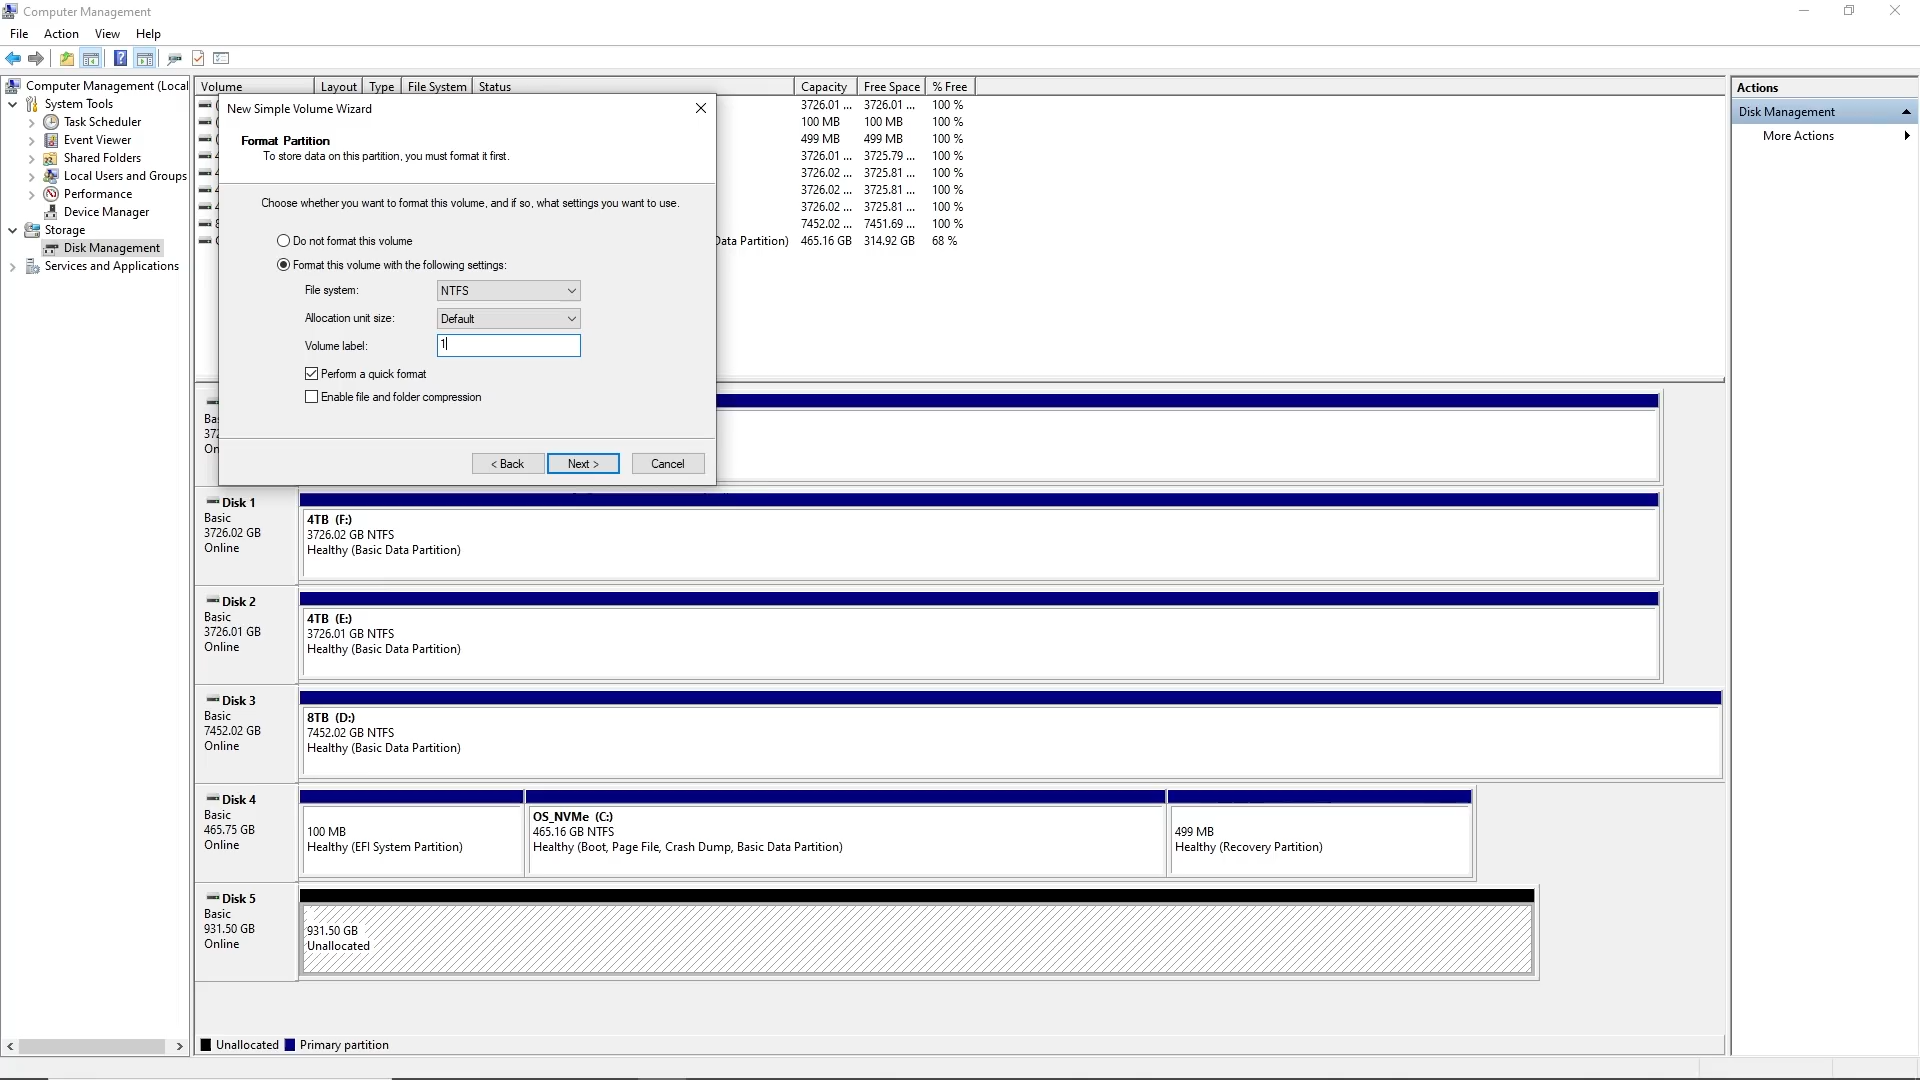 Computer Management
File Action View Help
Computer Management (Local
System Tools
Task Scheduler
Event Viewer
Shared Folders
Local Users and Groups
Performance
Device Manager
Storage
Disk Management
Services and Applications
Volume Layout Type File System Status Capacity Free Space % Free
3726.01 ... 3726.01 ... 100 %
100 MB 100 MB 100 %
499 MB 499 MB 100 %
3726.01 ... 3725.79 ... 100 %
3726.02 ... 3725.81 ... 100 %
3726.02 ... 3725.81 ... 100 %
3726.02 ... 3725.81 ... 100 %
7452.02 ... 7451.69 ... 100 %
Data Partition) 465.16 GB 314.92 GB 68 %
New Simple Volume Wizard
Format Partition
To store data on this partition, you must format it first.
Choose whether you want to format this volume, and if so, what settings you want to use.
Do not format this volume
Format this volume with the following settings:
File system: NTFS
Allocation unit size: Default
Volume label: 1
Perform a quick format
Enable file and folder compression
< Back Next > Cancel
Ba
372
On
Disk 1
Basic
3726.02 GB
Online
4TB (F:)
3726.02 GB NTFS
Healthy (Basic Data Partition)
Disk 2
Basic
3726.01 GB
Online
4TB (E:)
3726.01 GB NTFS
Healthy (Basic Data Partition)
Disk 3
Basic
7452.02 GB
Online
8TB (D:)
7452.02 GB NTFS
Healthy (Basic Data Partition)
Disk 4
Basic
465.75 GB
Online
100 MB
Healthy (EFI System Partition)
OS_NVMe (C:)
465.16 GB NTFS
Healthy (Boot, Page File, Crash Dump, Basic Data Partition)
499 MB
Healthy (Recovery Partition)
Disk 5
Basic
931.50 GB
Online
931.50 GB
Unallocated
Unallocated Primary partition
Actions
Disk Management
More Actions